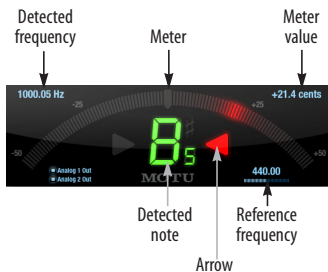 Detected frequency
Meter
Meter value
1000.05 Hz
+21.4 cents
-25
+25
-50
+50
B5
#
Analog 1 Out
Analog 2 Out
MOTU
440.00
Detected note
Reference frequency
Arrow